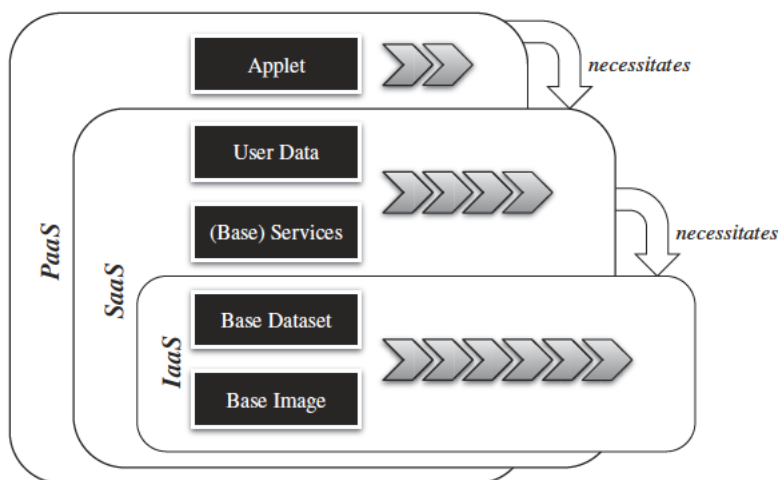 Applet
necessitates
User Data
(Base) Services
necessitates
PaaS
SaaS
Base Dataset
IaaS
Base Image